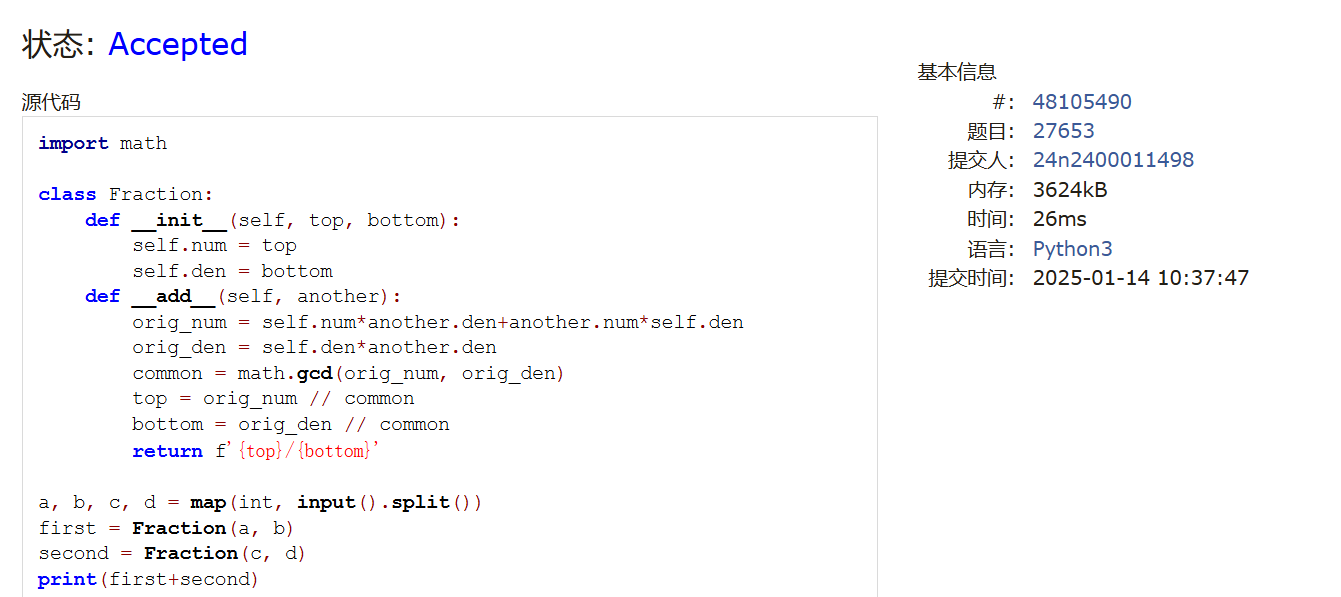 状态: Accepted
源代码
import math
class Fraction:
    def __init__(self, top, bottom):
        self.num = top
        self.den = bottom
    def __add__(self, another):
        orig_num = self.num*another.den+another.num*self.den
        orig_den = self.den*another.den
        common = math.gcd(orig_num, orig_den)
        top = orig_num // common
        bottom = orig_den // common
        return f'{top}/{bottom}'
a, b, c, d = map(int, input().split())
first = Fraction(a, b)
second = Fraction(c, d)
print(first+second)
基本信息
#: 48105490
题目: 27653
提交人: 24n2400011498
内存: 3624kB
时间: 26ms
语言: Python3
提交时间: 2025-01-14 10:37:47